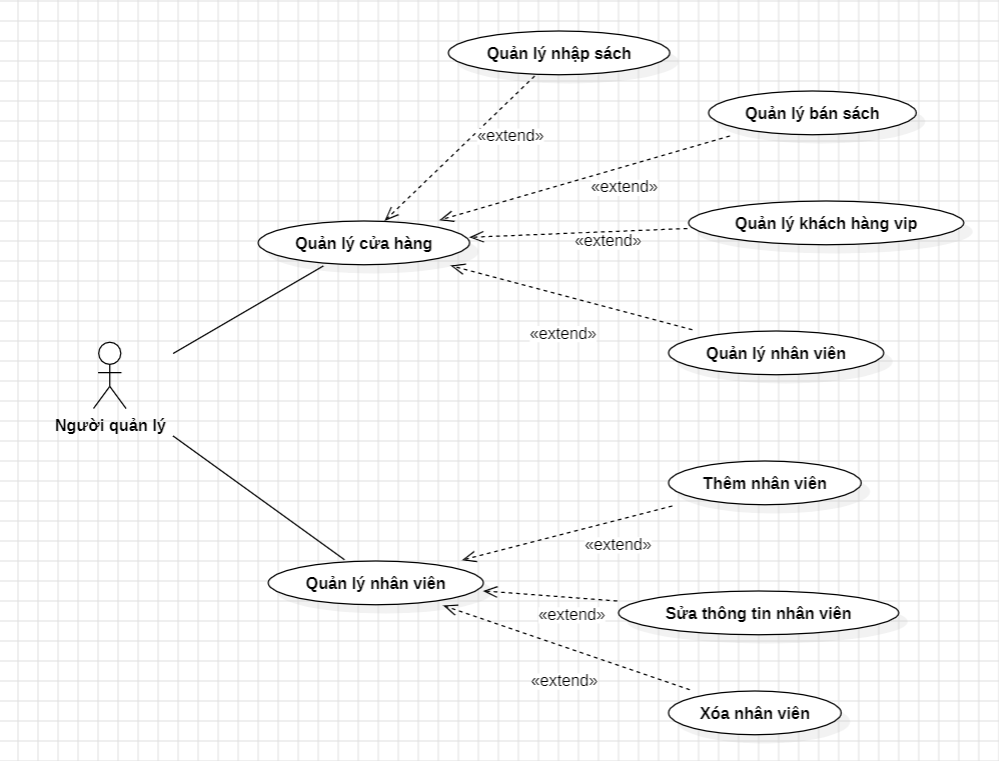 Quản lý nhập sách
«extend»
Quản lý bán sách
«extend»
Quản lý khách hàng vip
«extend»
Quản lý cửa hàng
«extend»
Quản lý nhân viên
Người quản lý
Thêm nhân viên
«extend»
Quản lý nhân viên
«extend»
Sửa thông tin nhân viên
«extend»
Xóa nhân viên